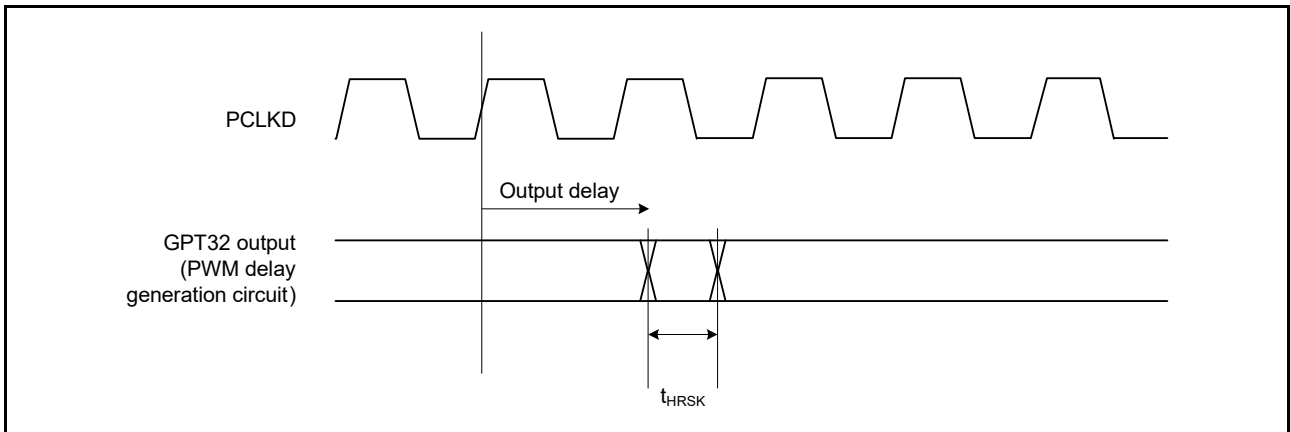 PCLKD
Output delay
GPT32 output
(PWM delay
generation circuit)
tHRSK